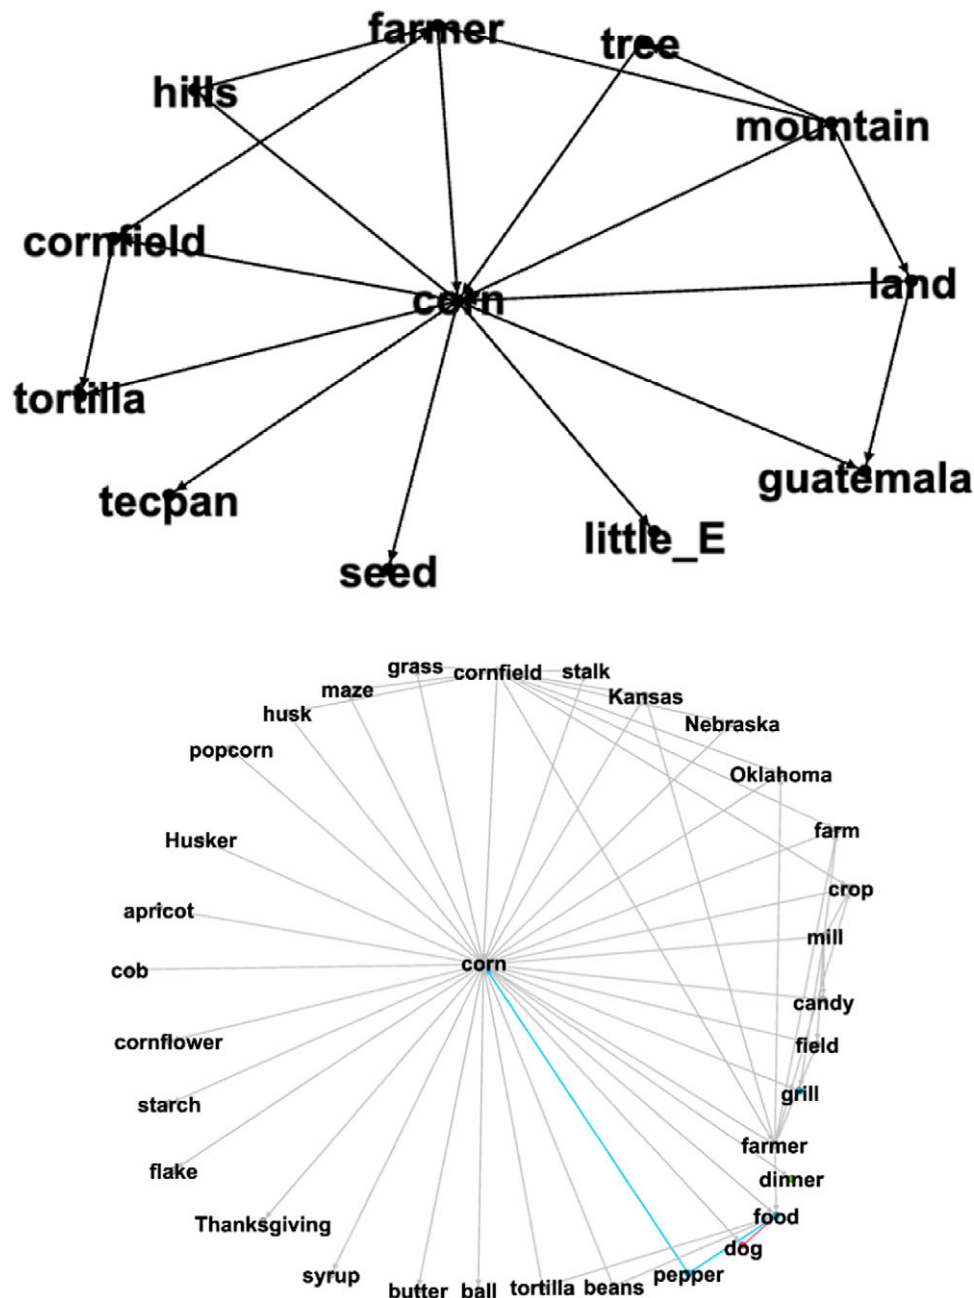 farmer
tree
hills
mountain
cornfield
land
corn
tortilla
guatemala
tecpan
little_E
seed
grass
cornfield
stalk
maze
Kansas
husk
Nebraska
popcorn
Oklahoma
farm
Husker
crop
apricot
mill
corn
cob
candy
cornflower
field
grill
starch
farmer
flake
dinner
Thanksgiving
food
dog
syrup
pepper
butter
ball
tortilla
beans